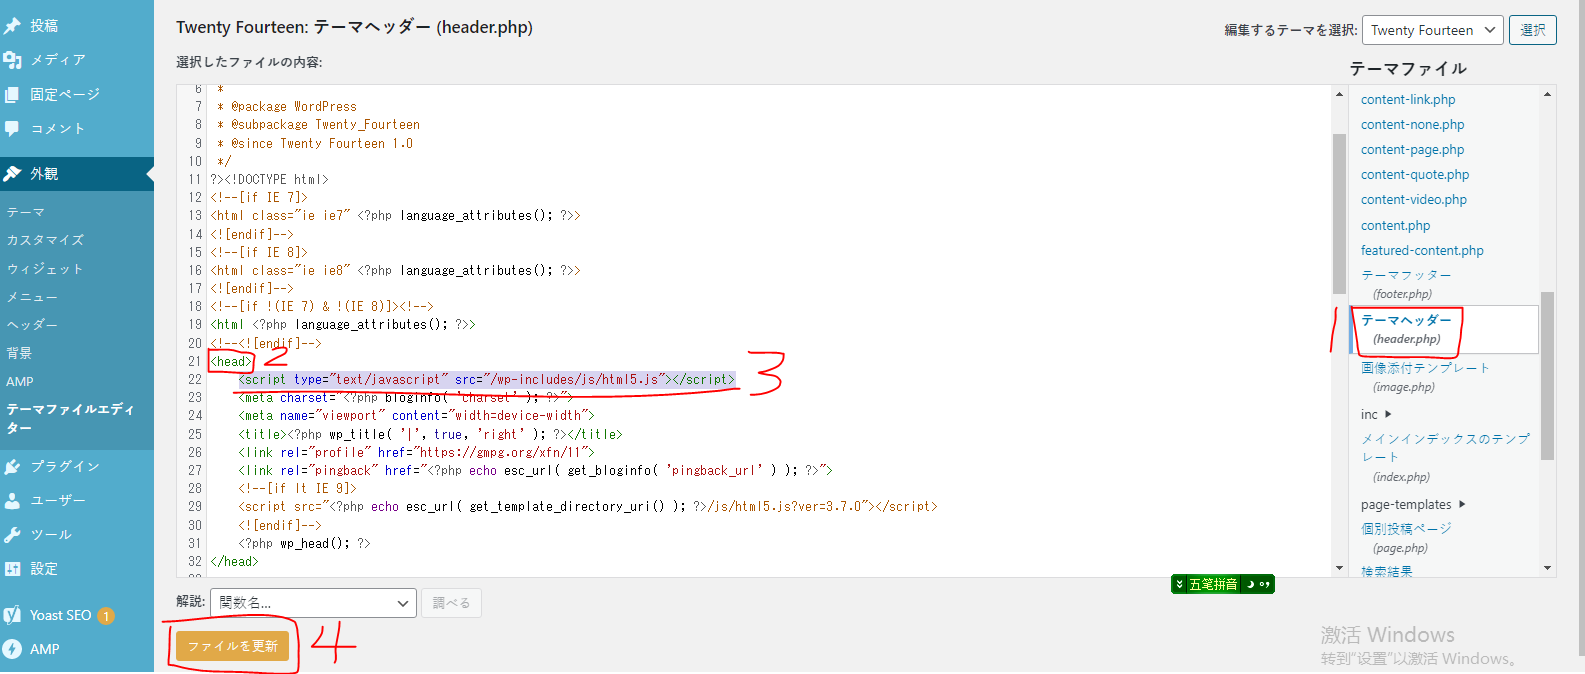 投稿
メディア
固定ページ
コメント
外観
テーマ
カスタマイズ
ウィジェット
メニュー
ヘッダー
背景
AMP
テーマファイルエディ
ター
プラグイン
ユーザー
ツール
設定
Yoast SEO 1
AMP
Twenty Fourteen: テーマヘッダー (header.php)
編集するテーマを選択: Twenty Fourteen 選択
選択したファイルの内容:
6 *
7 * @package WordPress
8 * @subpackage Twenty_Fourteen
9 * @since Twenty Fourteen 1.0
10 */
11 ?><!DOCTYPE html>
12 <!--[if IE 7]>
13 <html class="ie ie7" <?php language_attributes(); ?>>
14 <![endif]-->
15 <!--[if IE 8]>
16 <html class="ie ie8" <?php language_attributes(); ?>>
17 <![endif]-->
18 <!--[if !(IE 7) & !(IE 8)]><!-->
19 <html <?php language_attributes(); ?>>
20 <!--<![endif]-->
21 <head> 2
22 <script type="text/javascript" src="/wp-includes/js/html5.js"></script> 3
23 <meta charset="<?php bloginfo( 'charset' ); ?>">
24 <meta name="viewport" content="width=device-width">
25 <title><?php wp_title( '|', true, 'right' ); ?></title>
26 <link rel="profile" href="https://gmpg.org/xfn/11">
27 <link rel="pingback" href="<?php echo esc_url( get_bloginfo( 'pingback_url' ) ); ?>">
28 <!--[if lt IE 9]>
29 <script src="<?php echo esc_url( get_template_directory_uri() ); ?>/js/html5.js?ver=3.7.0"></script>
30 <![endif]-->
31 <?php wp_head(); ?>
32 </head>
解説: 関数名... 調べる
ファイルを更新 4
テーマファイル
content-link.php
content-none.php
content-page.php
content-quote.php
content-video.php
content.php
featured-content.php
テーマフッター
(footer.php)
1 テーマヘッダー
(header.php)
画像添付テンプレート
(image.php)
inc
メインインデックスのテンプ
レート
(index.php)
page-templates
個別投稿ページ
(page.php)
検索結果
五笔拼音
激活 Windows
转到"设置"以激活 Windows。